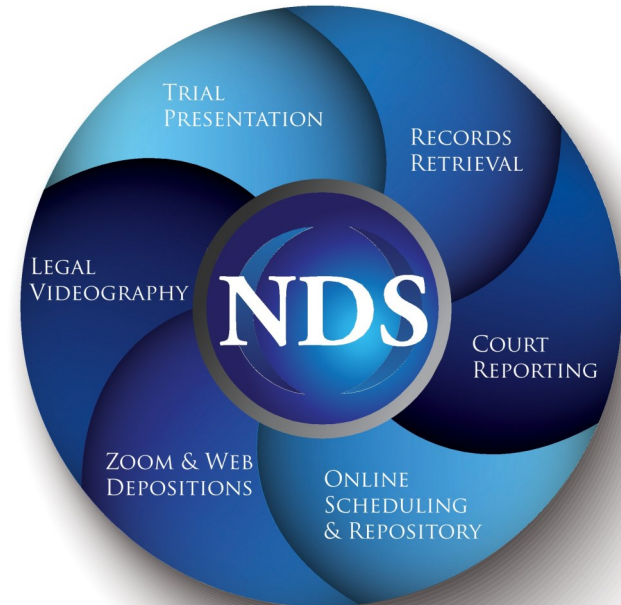 TRIAL
PRESENTATION
RECORDS
RETRIEVAL
LEGAL
VIDEOGRAPHY
NDS
COURT
REPORTING
ZOOM & WEB
DEPOSITIONS
ONLINE
SCHEDULING
& REPOSITORY